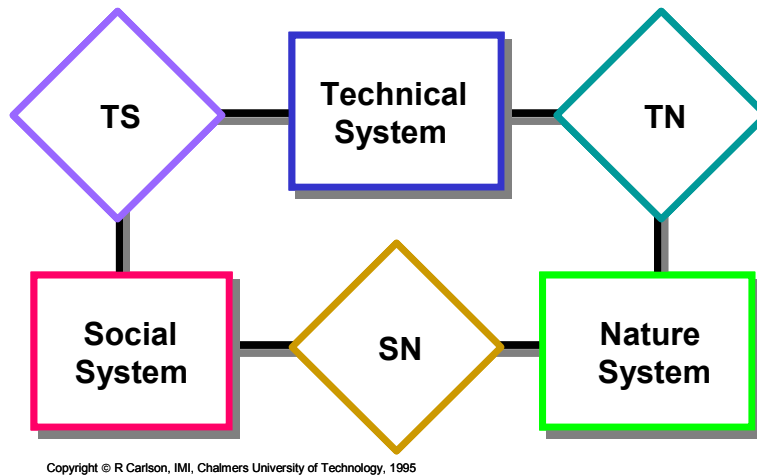 TS
Technical
System
TN
Social
System
SN
Nature
System
Copyright © R Carlson, IMI, Chalmers University of Technology, 1995